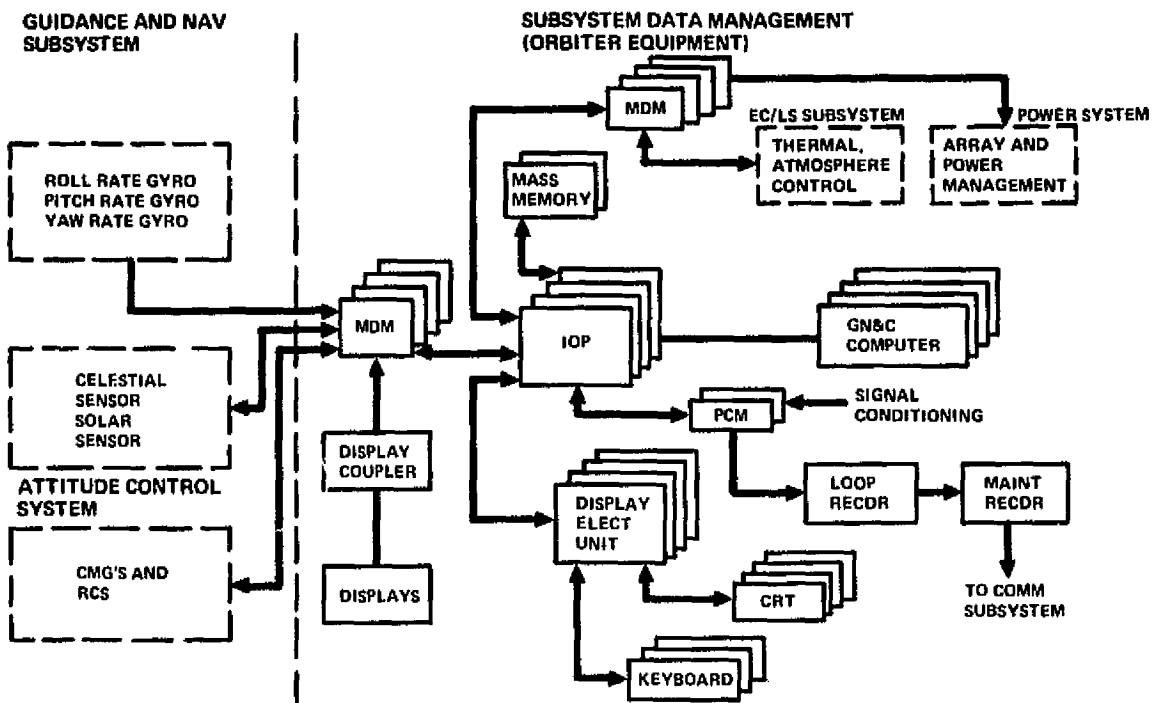 GUIDANCE AND NAV
SUBSYSTEM
SUBSYSTEM DATA MANAGEMENT
(ORBITER EQUIPMENT)
MDM
EC/LS SUBSYSTEM
POWER SYSTEM
THERMAL,
ATMOSPHERE
CONTROL
ARRAY AND
POWER
MANAGEMENT
MASS
MEMORY
ROLL RATE GYRO
PITCH RATE GYRO
YAW RATE GYRO
MDM
IOP
GN&C
COMPUTER
CELESTIAL
SENSOR
SOLAR
SENSOR
PCM
SIGNAL
CONDITIONING
DISPLAY
COUPLER
ATTITUDE CONTROL
SYSTEM
DISPLAY
ELECT
UNIT
LOOP
RECDR
MAINT
RECDR
CMG'S AND
RCS
DISPLAYS
CRT
TO COMM
SUBSYSTEM
KEYBOARD